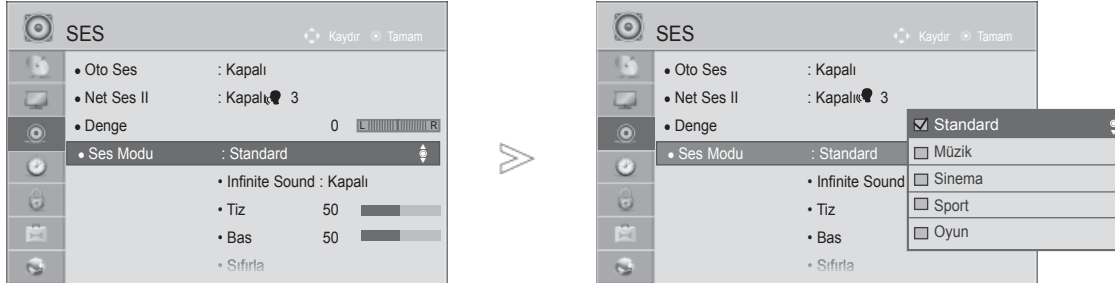 SES
Kaydır Tamam
• Oto Ses : Kapalı
• Net Ses II : Kapalı 3
• Denge 0 L R
• Ses Modu : Standard
• Infinite Sound : Kapalı
• Tiz 50
• Bas 50
• Sıfırla
SES
Kaydır Tamam
• Oto Ses : Kapalı
• Net Ses II : Kapalı 3
• Denge
• Ses Modu : Standard
• Infinite Sound
• Tiz
• Bas
• Sıfırla
Standard
Müzik
Sinema
Sport
Oyun